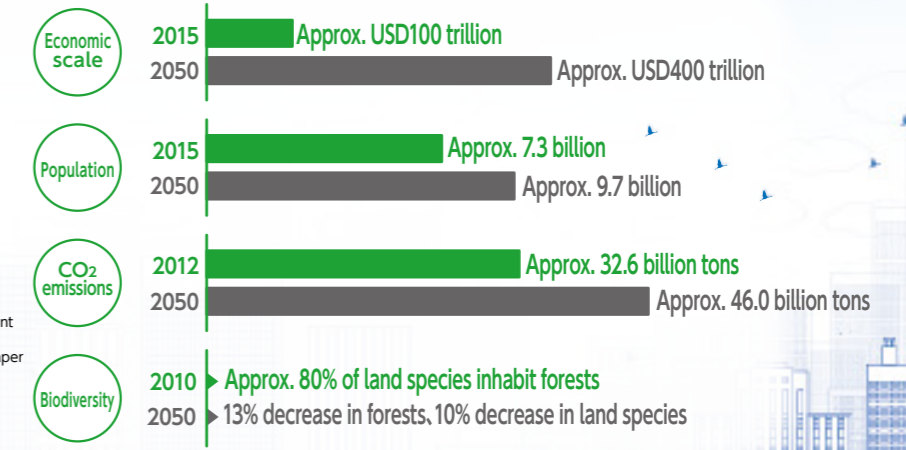 Economic
scale
2015 Approx. USD100 trillion
2050 Approx. USD400 trillion
Population
2015 Approx. 7.3 billion
2050 Approx. 9.7 billion
CO2
emissions
2012 Approx. 32.6 billion tons
2050 Approx. 46.0 billion tons
nt
per
Biodiversity
2010 Approx. 80% of land species inhabit forests
2050 13% decrease in forests, 10% decrease in land species